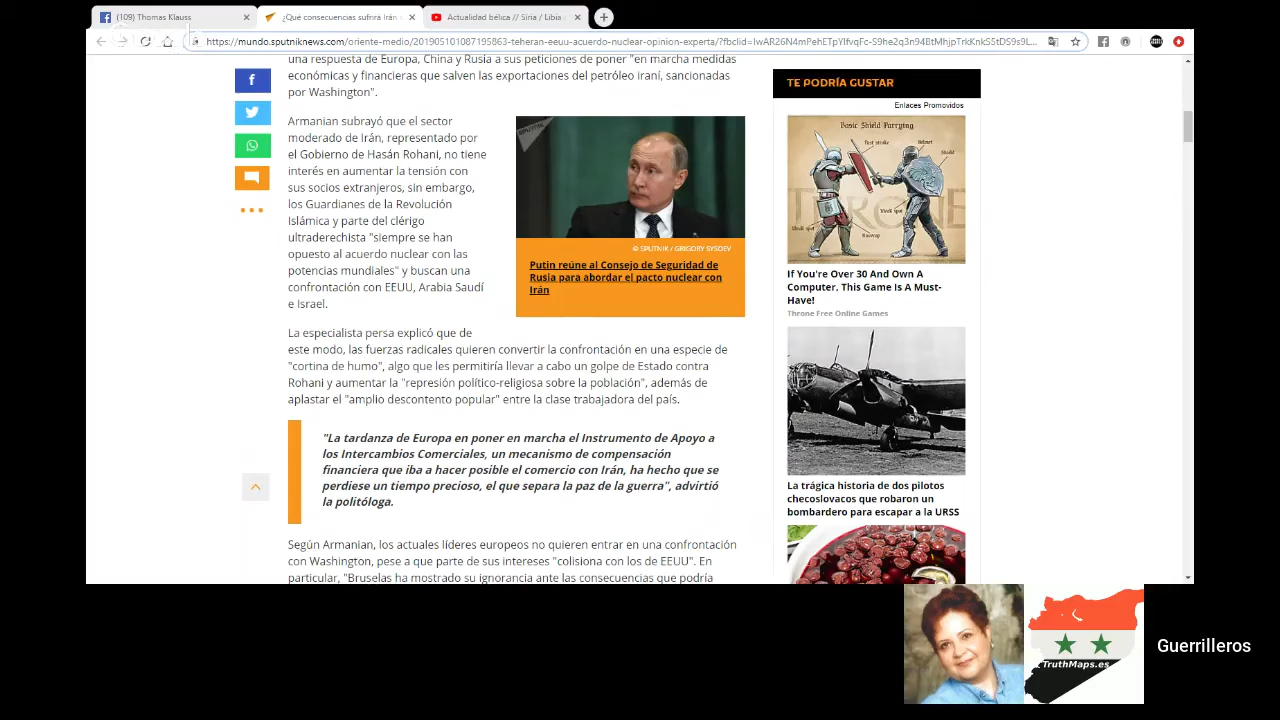 (109) Thomas Klauss
¿Qué consecuencias sufrirá Irán
Actualidad bélica // Siria / Libia
https://mundo.sputniknews.com/oriente-medio/201905101087195863-teheran-eeuu-acuerdo-nuclear-opinion-experta/
una respuesta de Europa, China y Rusia a sus peticiones de poner "en marcha medidas
económicas y financieras que salven las exportaciones del petróleo iraní, sancionadas
por Washington".
Armanian subrayó que el sector
moderado de Irán, representado por
el Gobierno de Hasán Rohani, no tiene
interés en aumentar la tensión con
sus socios extranjeros, sin embargo,
los Guardianes de la Revolución
Islámica y parte del clérigo
ultraderechista "siempre se han
opuesto al acuerdo nuclear con las
potencias mundiales" y buscan una
confrontación con EEUU, Arabia Saudí
e Israel.
SPUTNIK
© SPUTNIK / GRIGORY SYSOEV
Putin reúne al Consejo de Seguridad de
Rusia para abordar el pacto nuclear con
Irán
La especialista persa explicó que de
este modo, las fuerzas radicales quieren convertir la confrontación en una especie de
"cortina de humo", algo que les permitiría llevar a cabo un golpe de Estado contra
Rohani y aumentar la "represión político-religiosa sobre la población", además de
aplastar el "amplio descontento popular" entre la clase trabajadora del país.
"La tardanza de Europa en poner en marcha el Instrumento de Apoyo a
los Intercambios Comerciales, un mecanismo de compensación
financiera que iba a hacer posible el comercio con Irán, ha hecho que se
perdiese un tiempo precioso, el que separa la paz de la guerra", advirtió
la politóloga.
Según Armanian, los actuales líderes europeos no quieren entrar en una confrontación
con Washington, pese a que parte de sus intereses "colisiona con los de EEUU". En
particular, "Bruselas ha mostrado su ignorancia ante las consecuencias que podría
TE PODRÍA GUSTAR
Enlaces Promovidos
Basic Shield Parrying
Helmet
Shield
THRONE
If You're Over 30 And Own A
Computer, This Game Is A Must-
Have!
Throne Free Online Games
La trágica historia de dos pilotos
checoslovacos que robaron un
bombardero para escapar a la URSS
TruthMaps.es
Guerrilleros